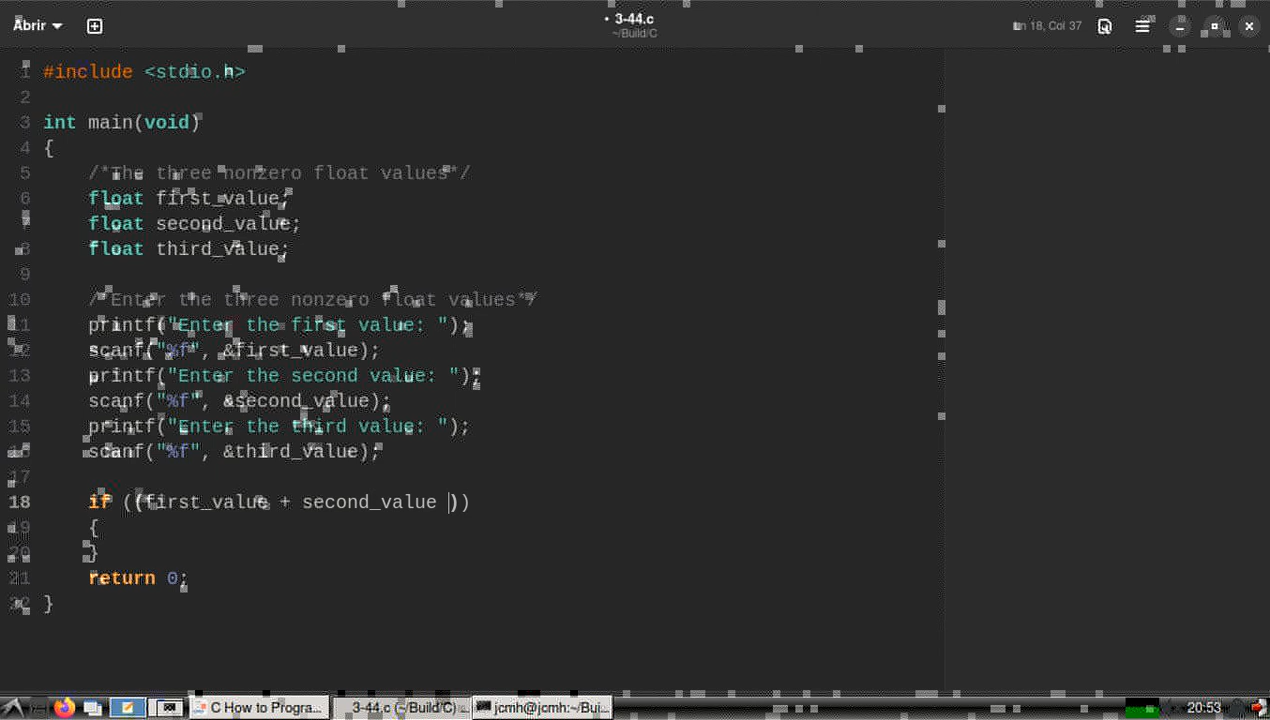 Abrir
3-44.c
~/Build/C
Ln 18, Col 37
1 #include <stdio.h>
2
3 int main(void)
4 {
5 /*The three nonzero float values*/
6 float first_value;
7 float second_value;
8 float third_value;
9
10 /*Enter the three nonzero float values*/
11 printf("Enter the first value: ");
12 scanf("%f", &first_value);
13 printf("Enter the second value: ");
14 scanf("%f", &second_value);
15 printf("Enter the third value: ");
16 scanf("%f", &third_value);
17
18 if ((first_value + second_value ))
19 {
20 }
21 return 0;
22 }
C How to Progra... 3-44.c (~/Build/C) ... jcmh@jcmh:~/Bui... 20:53